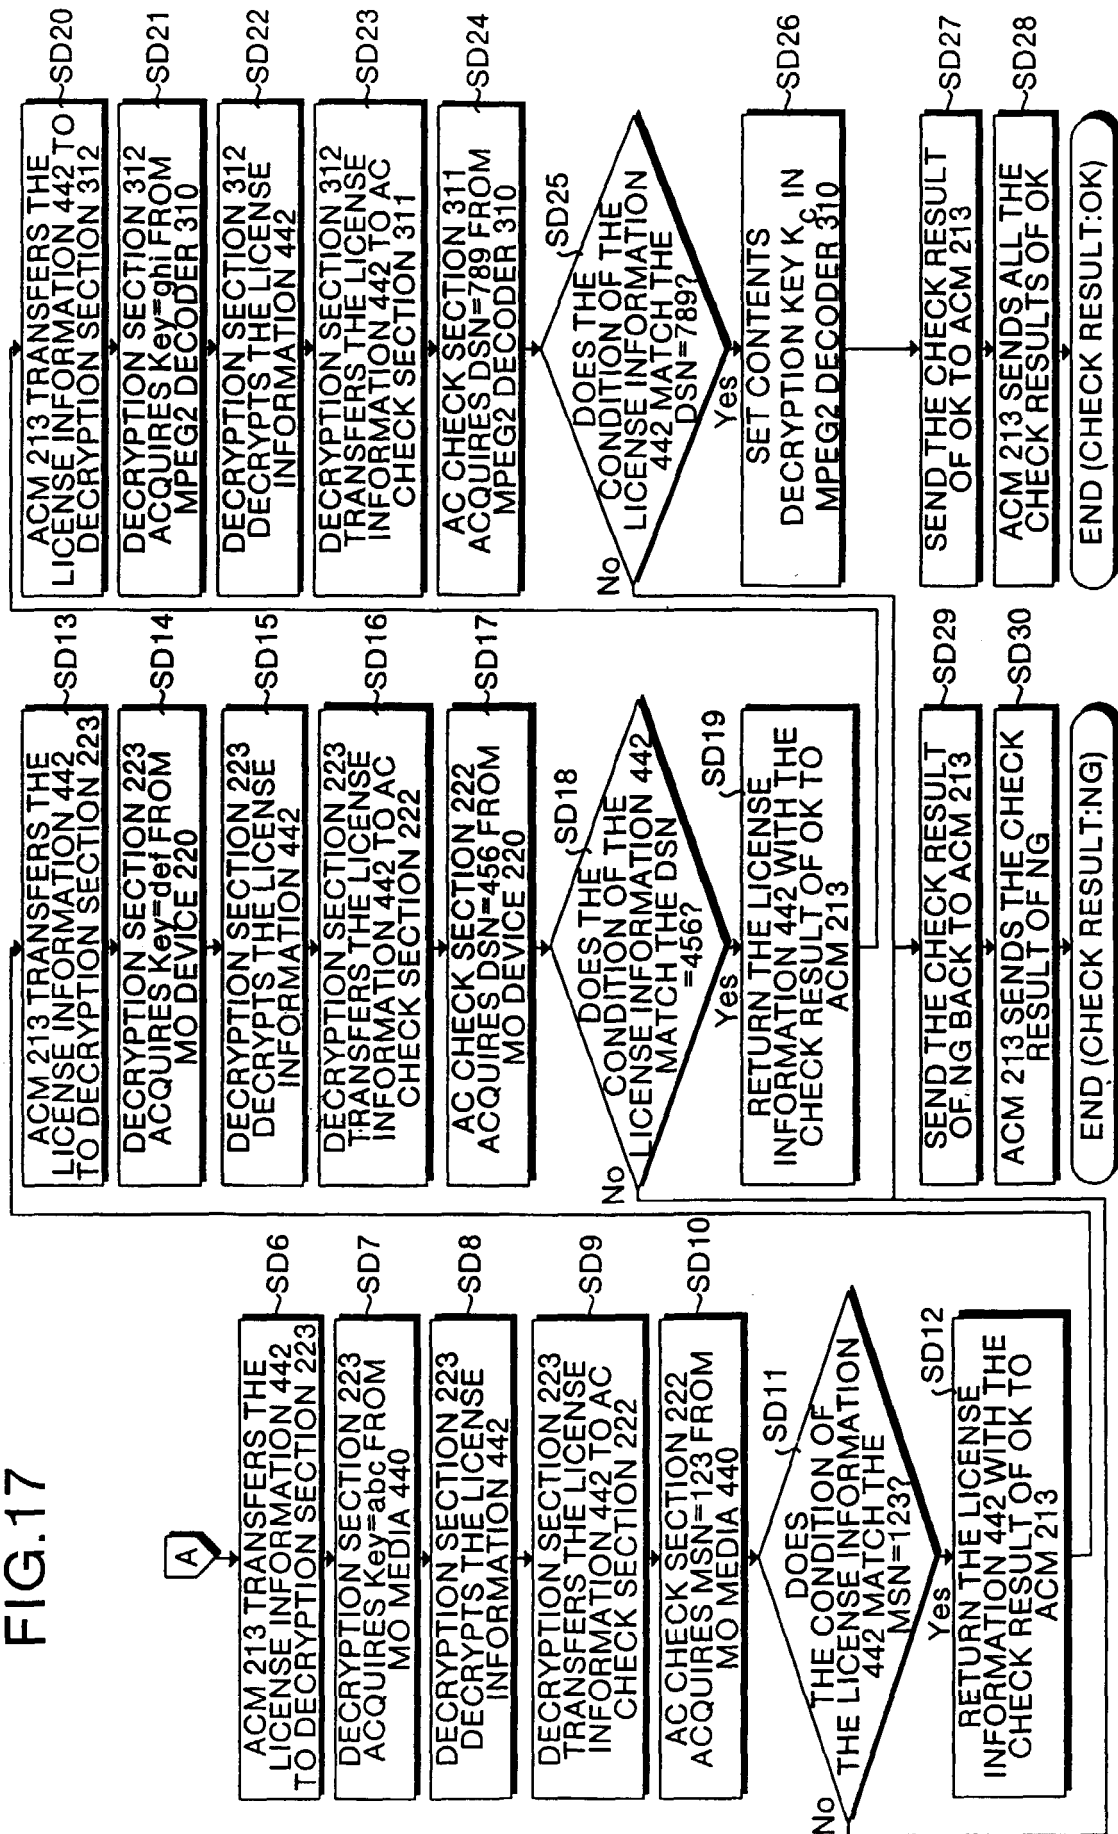 FIG.17
A
ACM 213 TRANSFERS THE
LICENSE INFORMATION 442
TO DECRYPTION SECTION 223
SD6
DECRYPTION SECTION 223
ACQUIRES Key=abc FROM
MO MEDIA 440
SD7
DECRYPTION SECTION 223
DECRYPTS THE LICENSE
INFORMATION 442
SD8
DECRYPTION SECTION 223
TRANSFERS THE LICENSE
INFORMATION 442 TO AC
CHECK SECTION 222
SD9
AC CHECK SECTION 222
ACQUIRES MSN=123 FROM
MO MEDIA 440
SD10
DOES
THE CONDITION OF
THE LICENSE INFORMATION
442 MATCH THE
MSN=123?
SD11
No
Yes
RETURN THE LICENSE
INFORMATION 442 WITH THE
CHECK RESULT OF OK TO
ACM 213
SD12
ACM 213 TRANSFERS THE
LICENSE INFORMATION 442
TO DECRYPTION SECTION 223
SD13
DECRYPTION SECTION 223
ACQUIRES Key=def FROM
MO DEVICE 220
SD14
DECRYPTION SECTION 223
DECRYPTS THE LICENSE
INFORMATION 442
SD15
DECRYPTION SECTION 223
TRANSFERS THE LICENSE
INFORMATION 442 TO AC
CHECK SECTION 222
SD16
AC CHECK SECTION 222
ACQUIRES DSN=456 FROM
MO DEVICE 220
SD17
DOES THE
CONDITION OF THE
LICENSE INFORMATION 442
MATCH THE DSN
=456?
SD18
No
Yes
RETURN THE LICENSE
INFORMATION 442 WITH THE
CHECK RESULT OF OK TO
ACM 213
SD19
SEND THE CHECK RESULT
OF NG BACK TO ACM 213
SD29
ACM 213 SENDS THE CHECK
RESULT OF NG
SD30
END (CHECK RESULT:NG)
ACM 213 TRANSFERS THE
LICENSE INFORMATION 442 TO
DECRYPTION SECTION 312
SD20
DECRYPTION SECTION 312
ACQUIRES Key=ghi FROM
MPEG2 DECODER 310
SD21
DECRYPTION SECTION 312
DECRYPTS THE LICENSE
INFORMATION 442
SD22
DECRYPTION SECTION 312
TRANSFERS THE LICENSE
INFORMATION 442 TO AC
CHECK SECTION 311
SD23
AC CHECK SECTION 311
ACQUIRES DSN=789 FROM
MPEG2 DECODER 310
SD24
DOES THE
CONDITION OF THE
LICENSE INFORMATION
442 MATCH THE
DSN=789?
SD25
No
Yes
SET CONTENTS
DECRYPTION KEY Kc IN
MPEG2 DECODER 310
SD26
SEND THE CHECK RESULT
OF OK TO ACM 213
SD27
ACM 213 SENDS ALL THE
CHECK RESULTS OF OK
SD28
END (CHECK RESULT:OK)